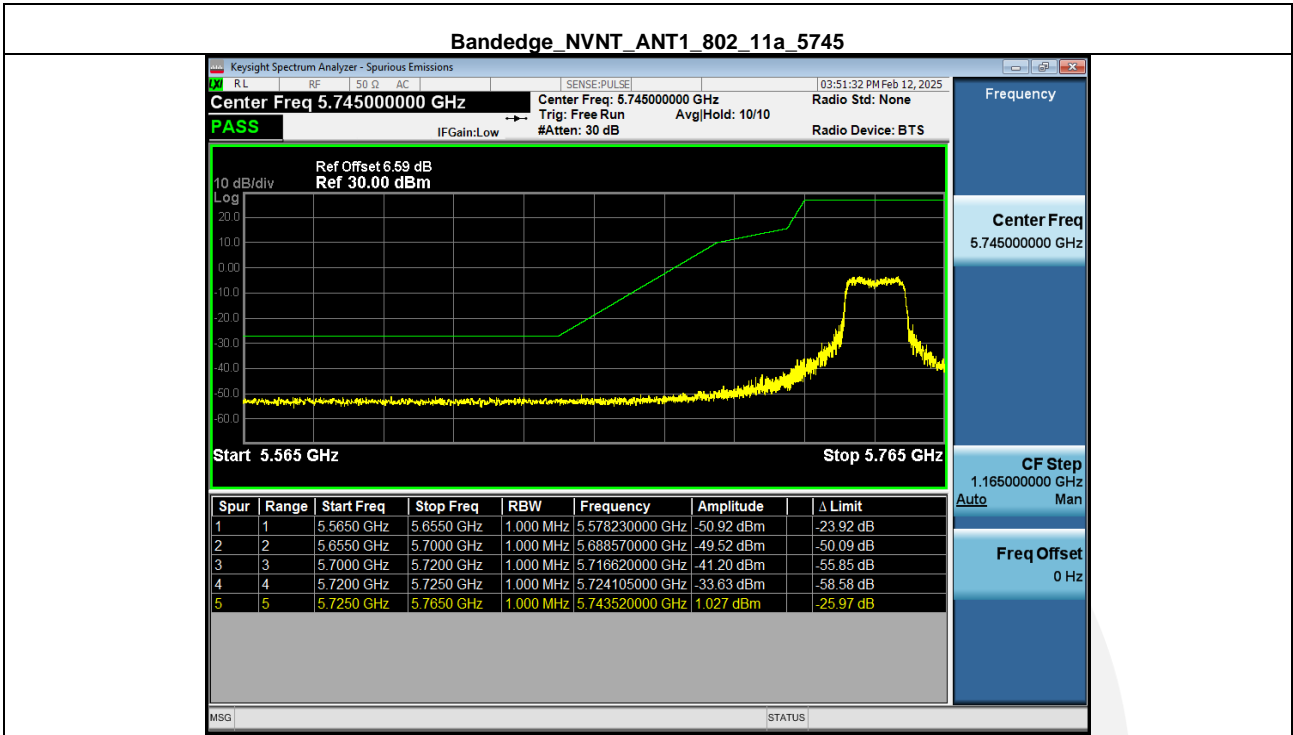 Bandedge_NVNT_ANT1_802_11a_5745
Keysight Spectrum Analyzer - Spurious Emissions
LXI RL RF 50 Ω AC SENSE:PULSE 03:51:32 PM Feb 12, 2025
Center Freq 5.745000000 GHz
PASS
IFGain:Low
Center Freq: 5.745000000 GHz
Trig: Free Run Avg|Hold: 10/10
#Atten: 30 dB
Radio Std: None
Radio Device: BTS
Ref Offset 6.59 dB
10 dB/div Ref 30.00 dBm
Log
20.0
10.0
0.00
-10.0
-20.0
-30.0
-40.0
-50.0
-60.0
Start 5.565 GHz Stop 5.765 GHz
Spur Range Start Freq Stop Freq RBW Frequency Amplitude Δ Limit
1 1 5.5650 GHz 5.6550 GHz 1.000 MHz 5.578230000 GHz -50.92 dBm -23.92 dB
2 2 5.6550 GHz 5.7000 GHz 1.000 MHz 5.688570000 GHz -49.52 dBm -50.09 dB
3 3 5.7000 GHz 5.7200 GHz 1.000 MHz 5.716620000 GHz -41.20 dBm -55.85 dB
4 4 5.7200 GHz 5.7250 GHz 1.000 MHz 5.724105000 GHz -33.63 dBm -58.58 dB
5 5 5.7250 GHz 5.7650 GHz 1.000 MHz 5.743520000 GHz 1.027 dBm -25.97 dB
MSG STATUS
Frequency
Center Freq
5.745000000 GHz
CF Step
1.165000000 GHz
Auto Man
Freq Offset
0 Hz